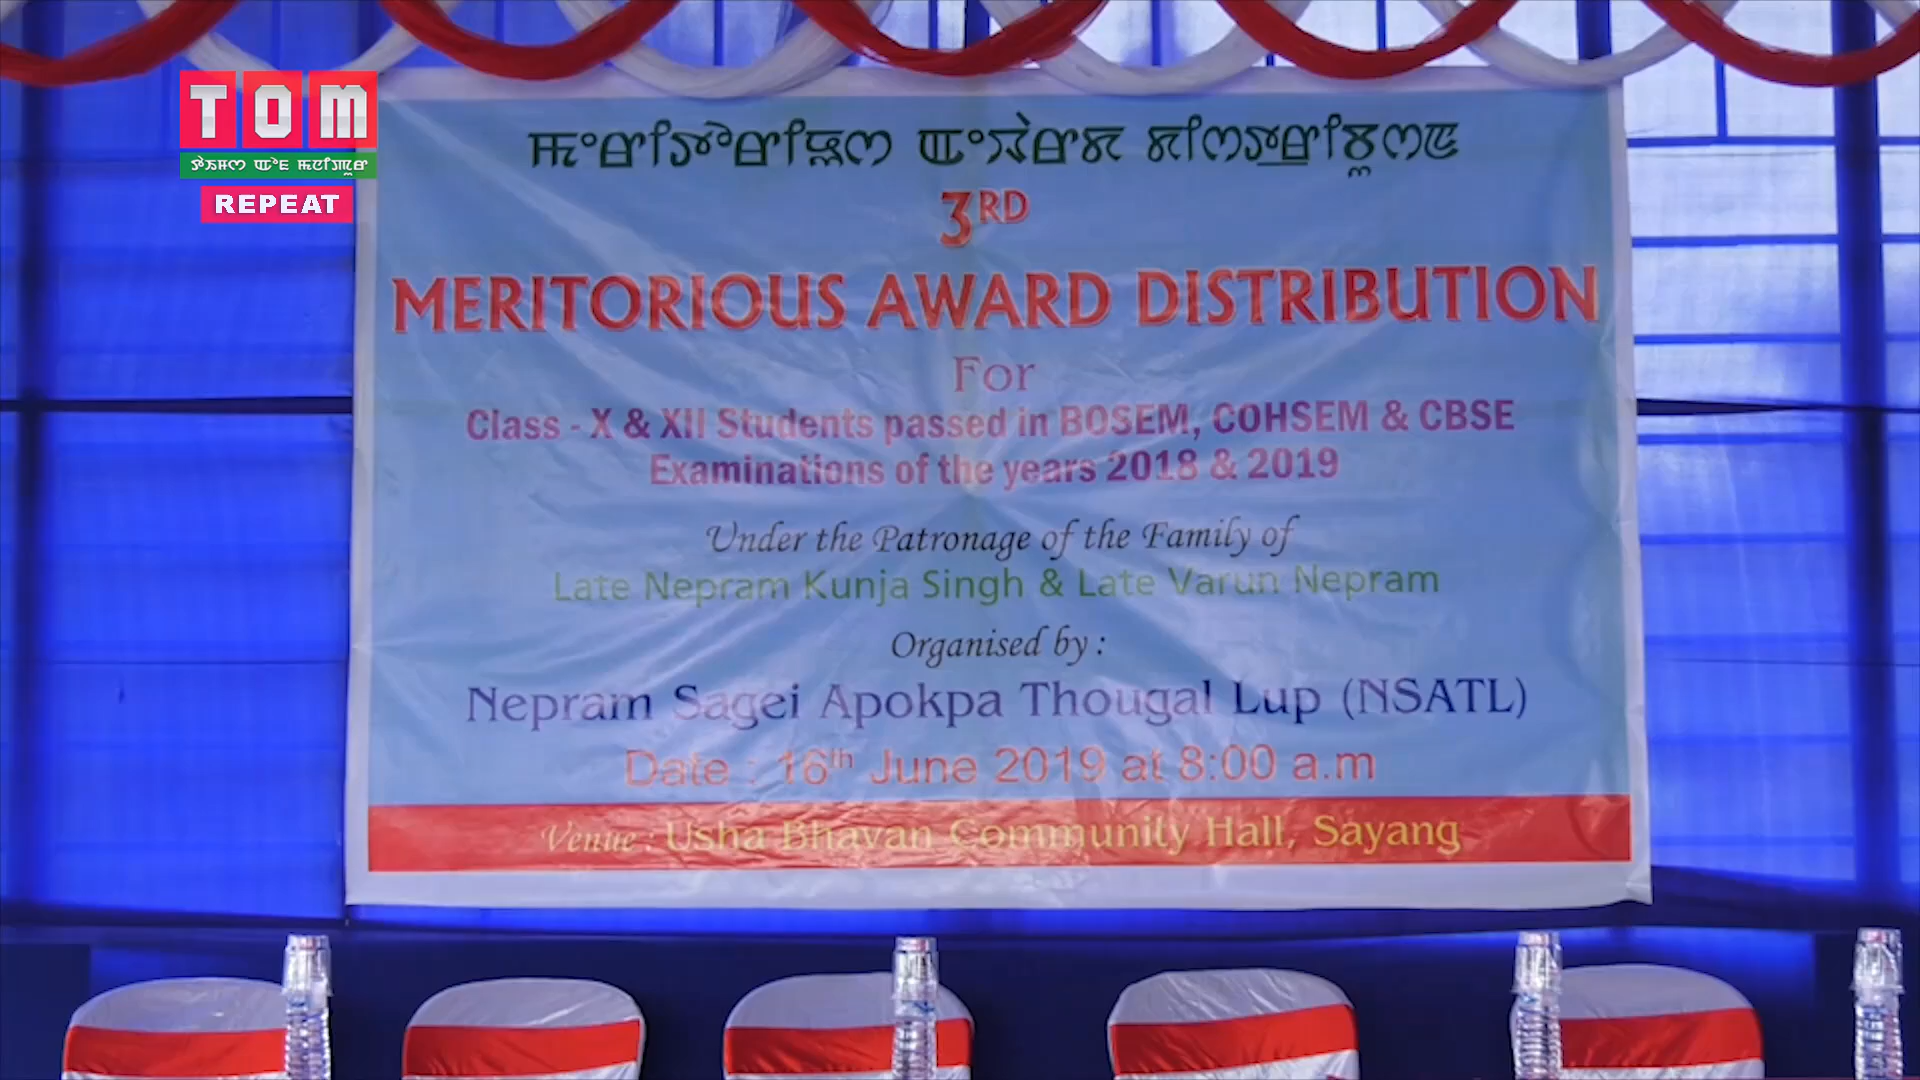 TOM
REPEAT
3RD
MERITORIOUS AWARD DISTRIBUTION
For
Class - X & XII Students passed in BOSEM, COHSEM & CBSE
Examinations of the years 2018 & 2019
Under the Patronage of the Family of
Late Nepram Kunja Singh & Late Varun Nepram
Organised by :
Nepram Sagei Apokpa Thougal Lup (NSATL)
Date : 16th June 2019 at 8:00 a.m
Venue : Usha Bhavan Community Hall, Sayang